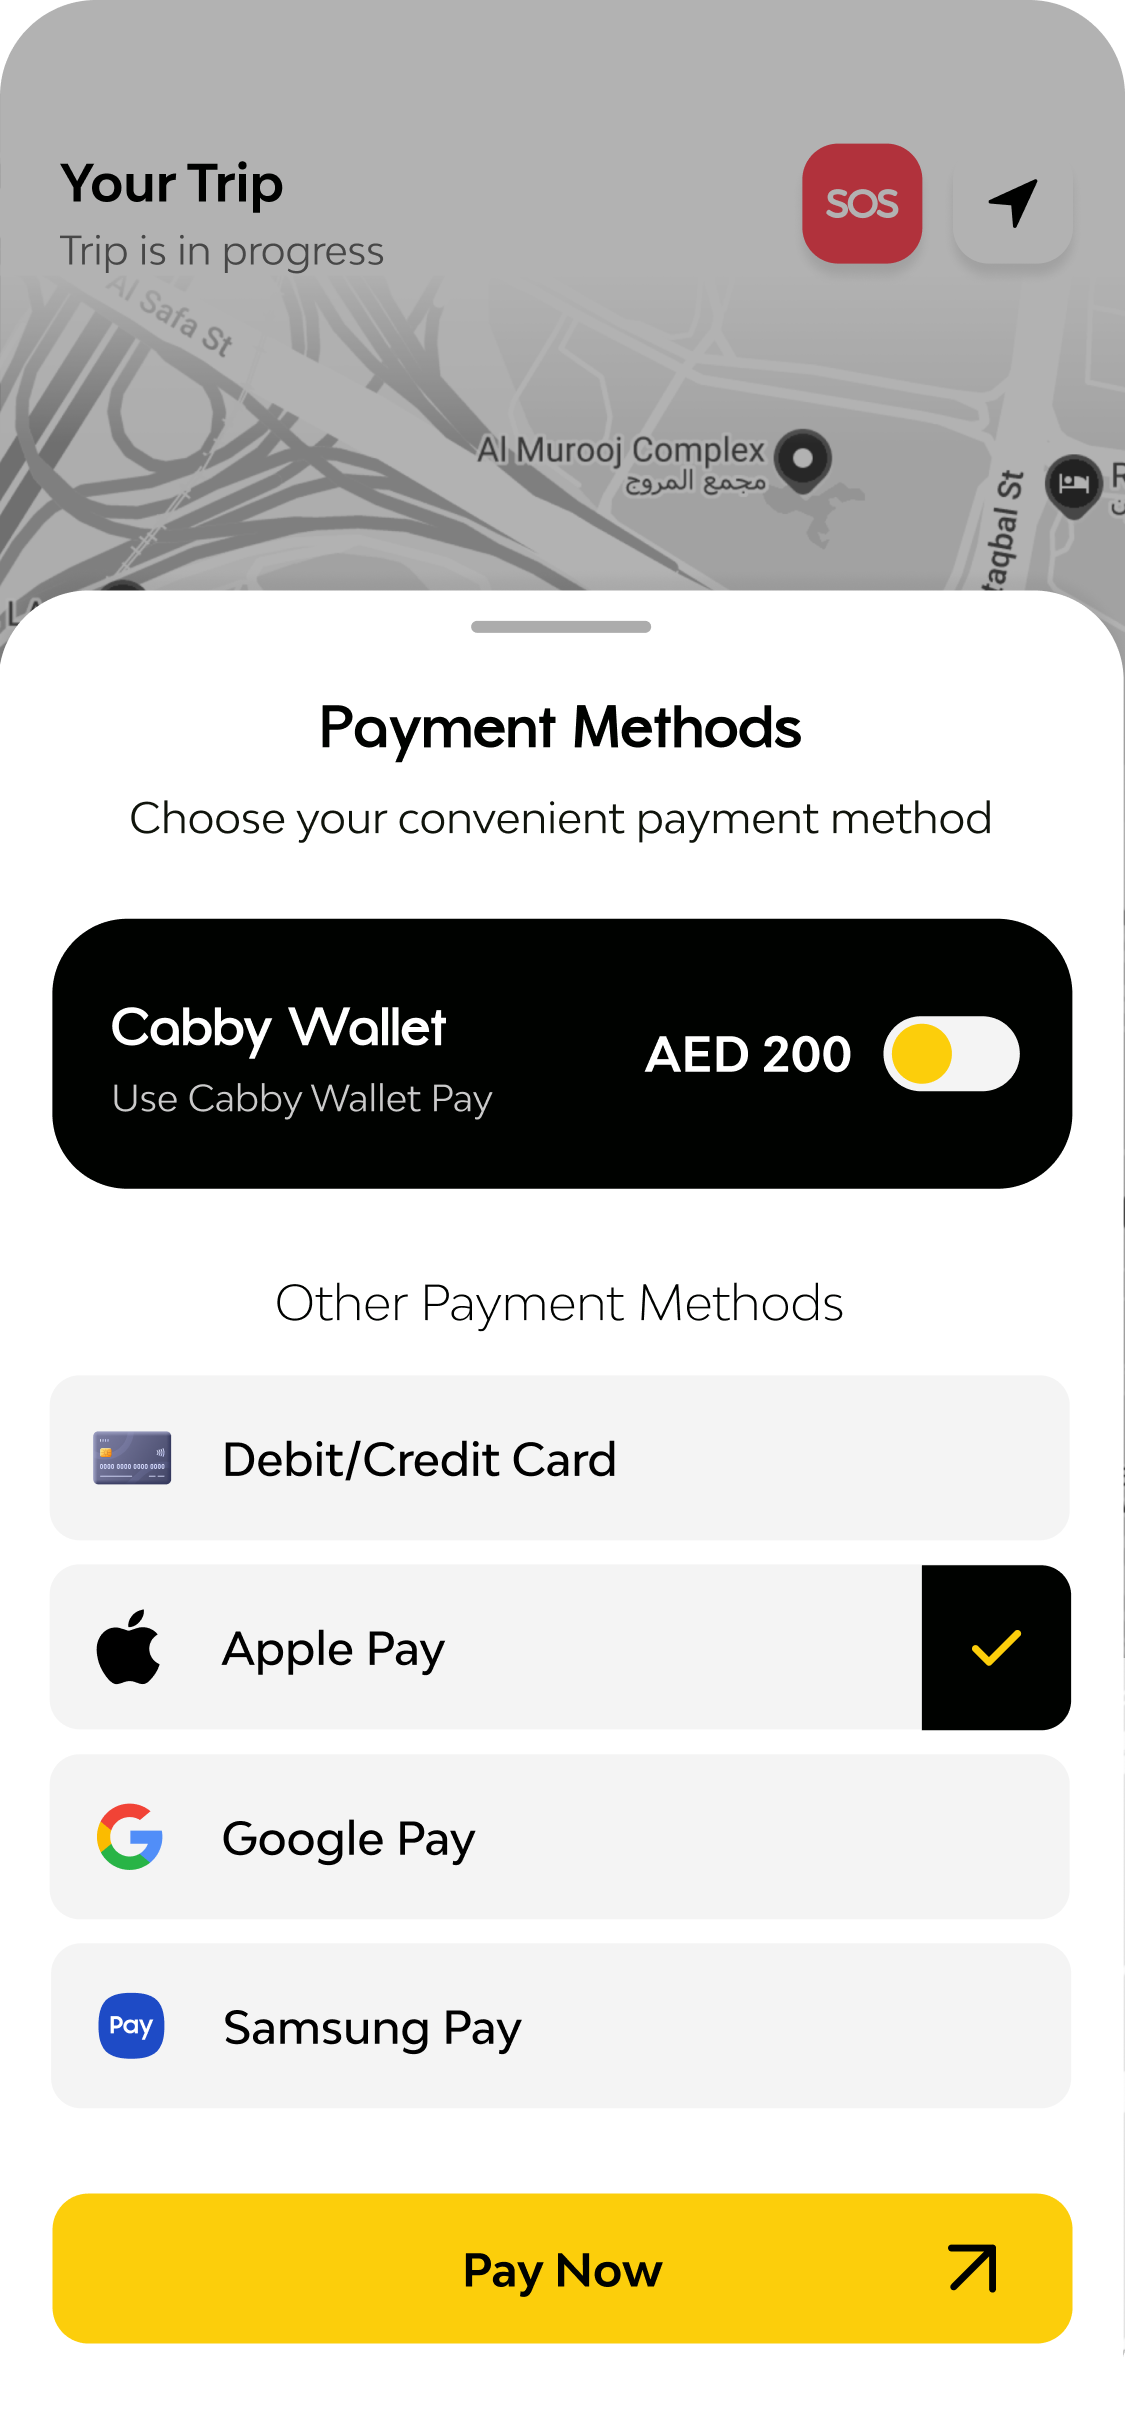 Your Trip
Trip is in progress
SOS
Al Safa St
Al Murooj Complex
مجمع المروج
taqbal St
Payment Methods
Choose your convenient payment method
Cabby Wallet
Use Cabby Wallet Pay
AED 200
Other Payment Methods
0000 0000 0000 0000
Debit/Credit Card
Apple Pay
Google Pay
Pay
Samsung Pay
Pay Now